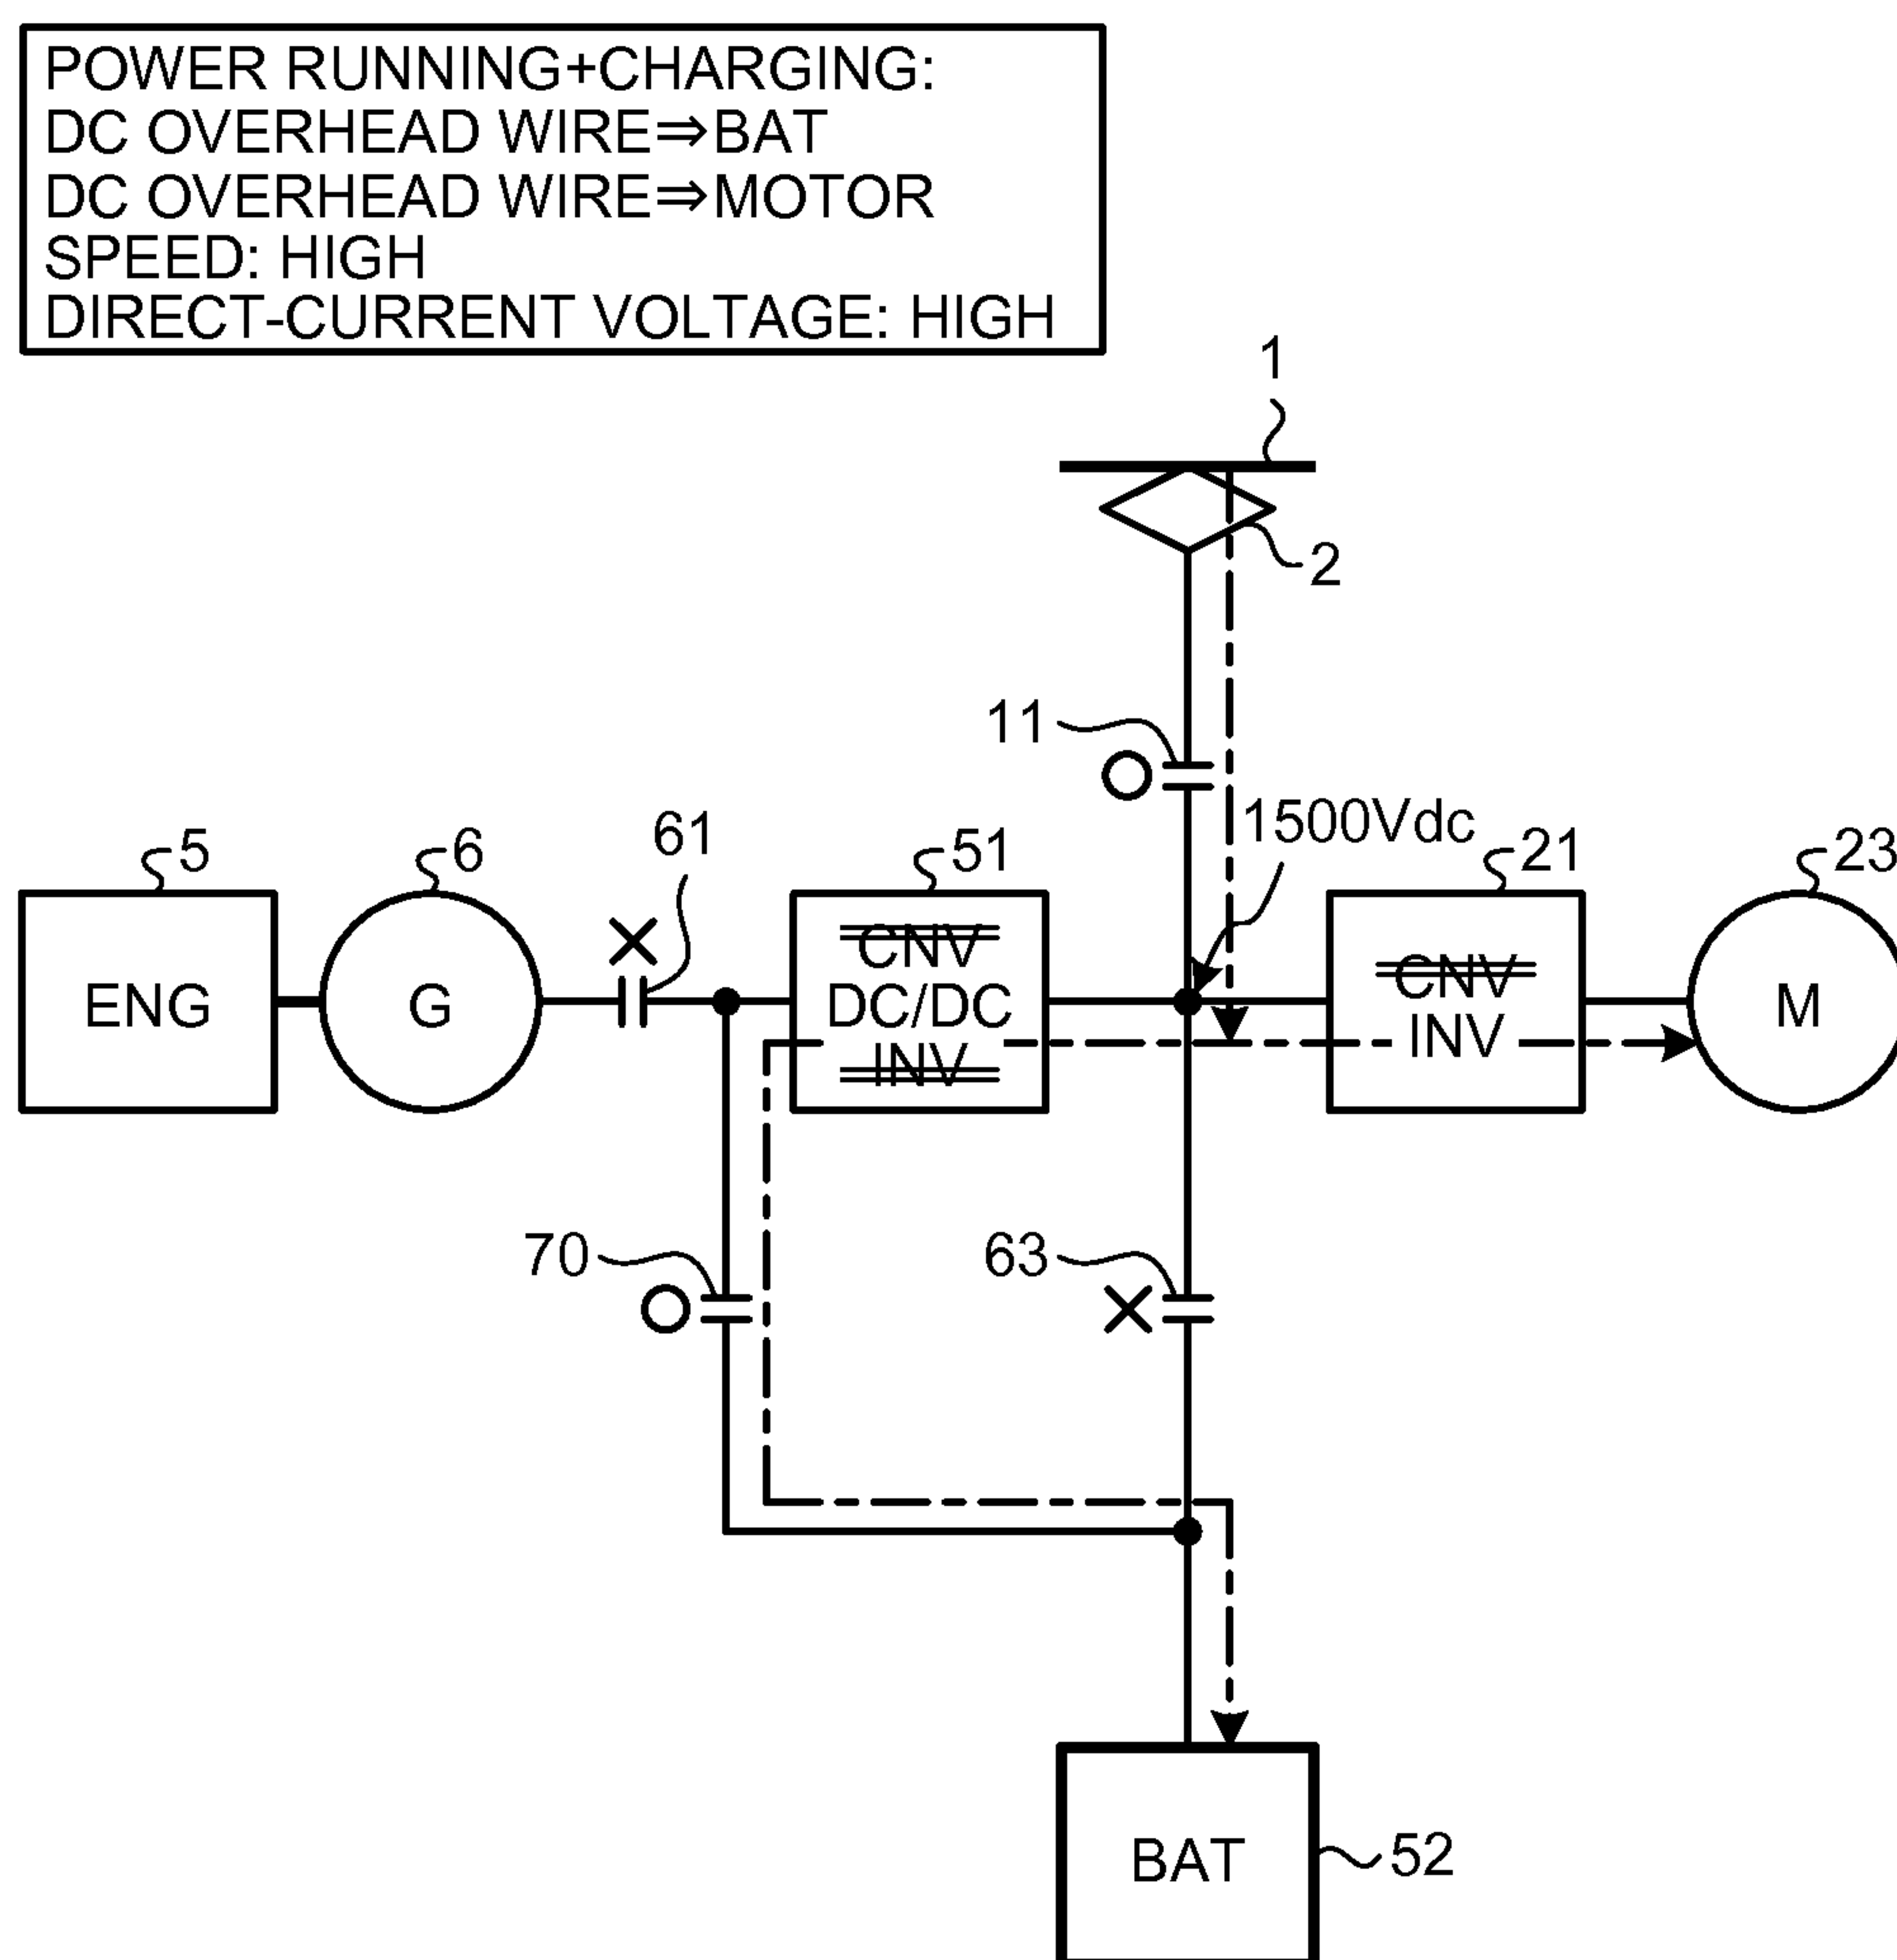 POWER RUNNING+CHARGING:
DC OVERHEAD WIRE⇒BAT
DC OVERHEAD WIRE⇒MOTOR
SPEED: HIGH
DIRECT-CURRENT VOLTAGE: HIGH
1
2
11
1500Vdc
61
5
6
51
21
23
CNV
ENG
G
DC/DC
INV
CNV
INV
M
70
63
BAT
52